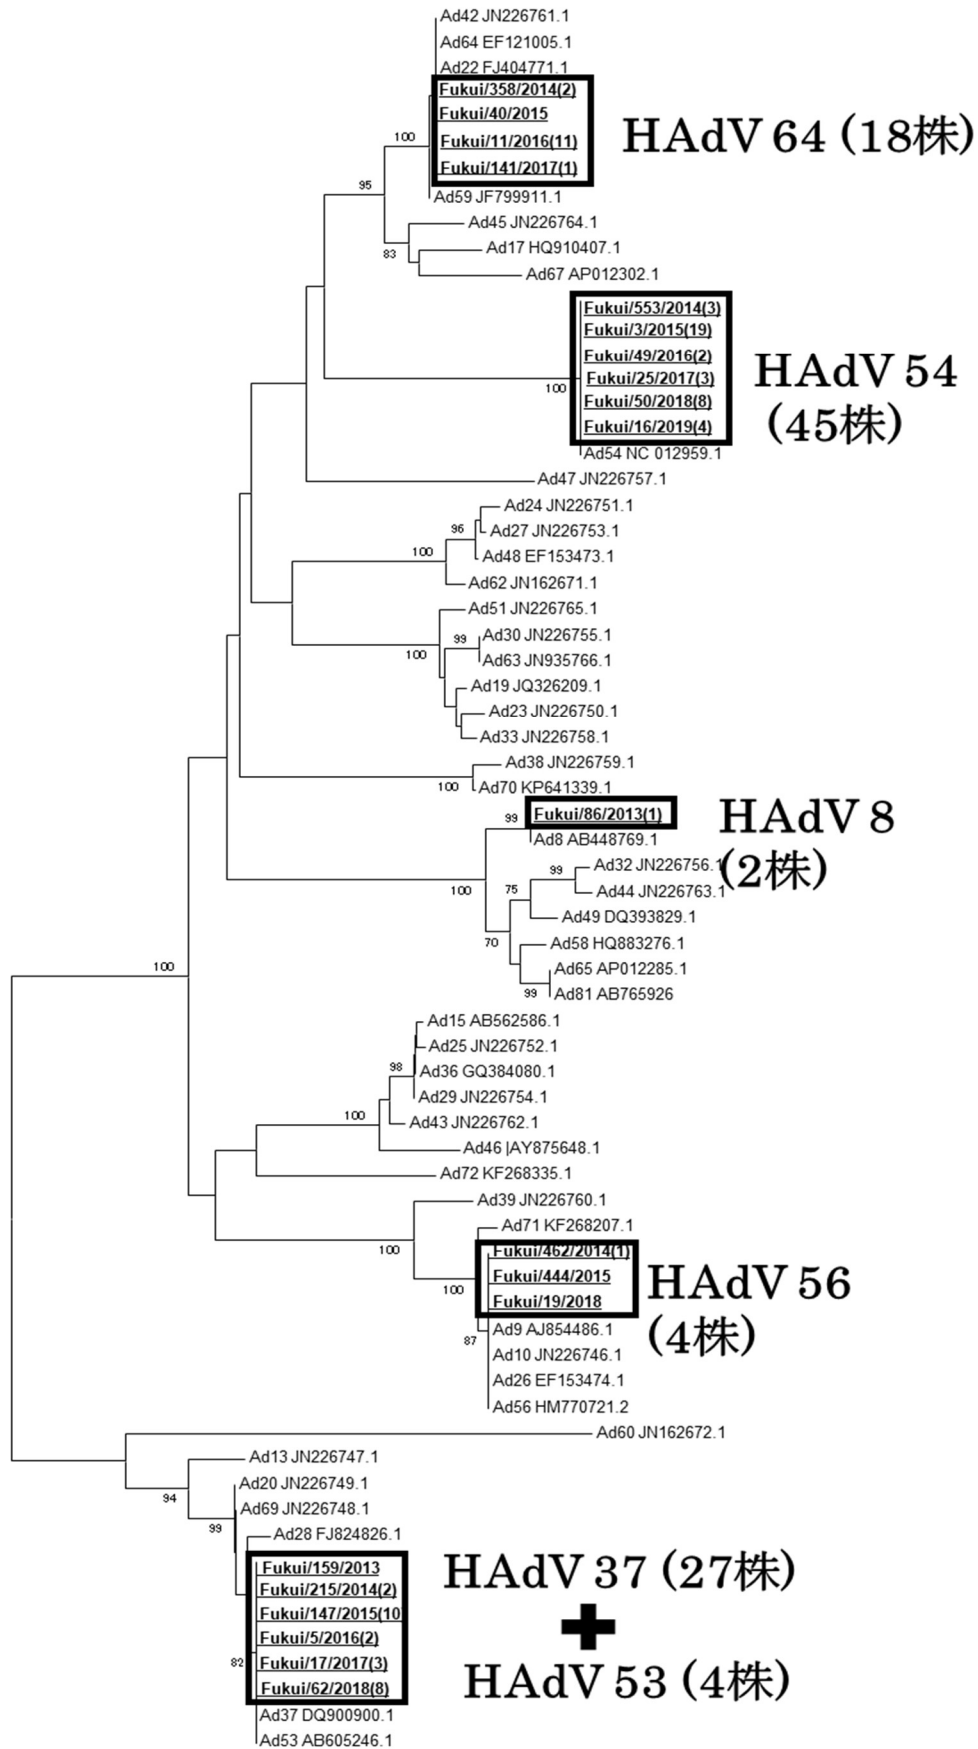 Ad42 JN226761.1
Ad64 EF121005.1
Ad22 FJ404771.1
Fukui/358/2014(2)
Fukui/40/2015
Fukui/11/2016(11)
Fukui/141/2017(1)
HAdV 64 (18株)
100
95
Ad59 JF799911.1
Ad45 JN226764.1
Ad17 HQ910407.1
83
Ad67 AP012302.1
Fukui/553/2014(3)
Fukui/3/2015(19)
Fukui/49/2016(2)
Fukui/25/2017(3)
Fukui/50/2018(8)
Fukui/16/2019(4)
HAdV 54
(45株)
100
Ad54 NC 012959.1
Ad47 JN226757.1
Ad24 JN226751.1
96
Ad27 JN226753.1
100
Ad48 EF153473.1
Ad62 JN162671.1
Ad51 JN226765.1
99
Ad30 JN226755.1
100
Ad63 JN935766.1
Ad19 JQ326209.1
Ad23 JN226750.1
Ad33 JN226758.1
Ad38 JN226759.1
100
Ad70 KP641339.1
99
Fukui/86/2013(1)
HAdV 8
(2株)
Ad8 AB448769.1
Ad32 JN226756.1
99
100
75
Ad44 JN226763.1
Ad49 DQ393829.1
70
Ad58 HQ883276.1
Ad65 AP012285.1
99
Ad81 AB765926
100
Ad15 AB562586.1
Ad25 JN226752.1
98
Ad36 GQ384080.1
Ad29 JN226754.1
100
Ad43 JN226762.1
Ad46 |AY875648.1
Ad72 KF268335.1
Ad39 JN226760.1
Ad71 KF268207.1
100
Fukui/462/2014(1)
Fukui/444/2015
Fukui/19/2018
HAdV 56
(4株)
100
87
Ad9 AJ854486.1
Ad10 JN226746.1
Ad26 EF153474.1
Ad56 HM770721.2
Ad60 JN162672.1
Ad13 JN226747.1
94
Ad20 JN226749.1
Ad69 JN226748.1
99
Ad28 FJ824826.1
Fukui/159/2013
Fukui/215/2014(2)
Fukui/147/2015(10
Fukui/5/2016(2)
Fukui/17/2017(3)
Fukui/62/2018(8)
HAdV 37 (27株)
+
HAdV 53 (4株)
82
Ad37 DQ900900.1
Ad53 AB605246.1